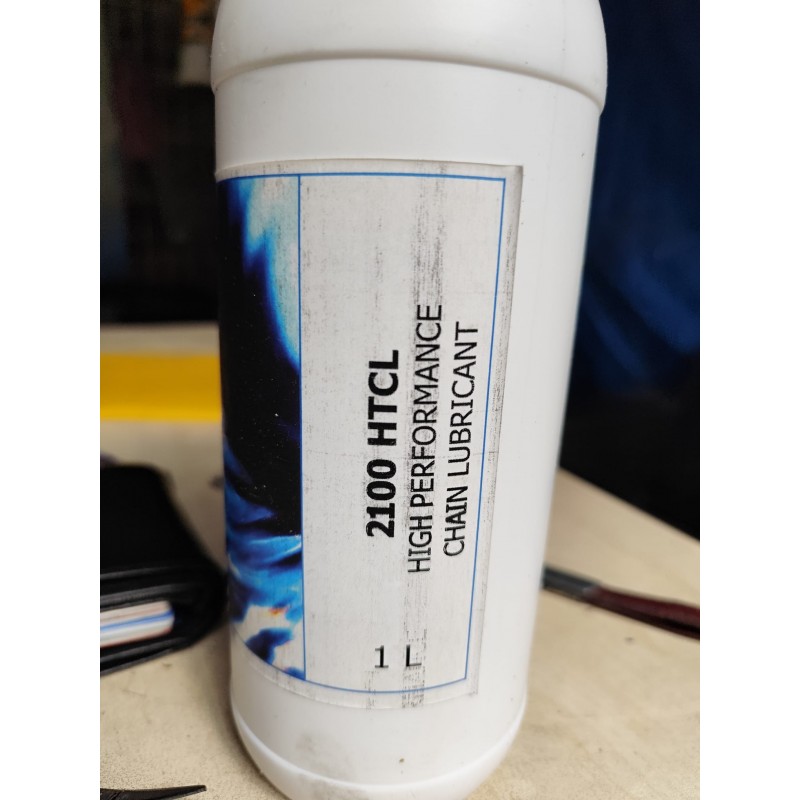 2100 HTCL
HIGH PERFORMANCE
CHAIN LUBRICANT
1 L